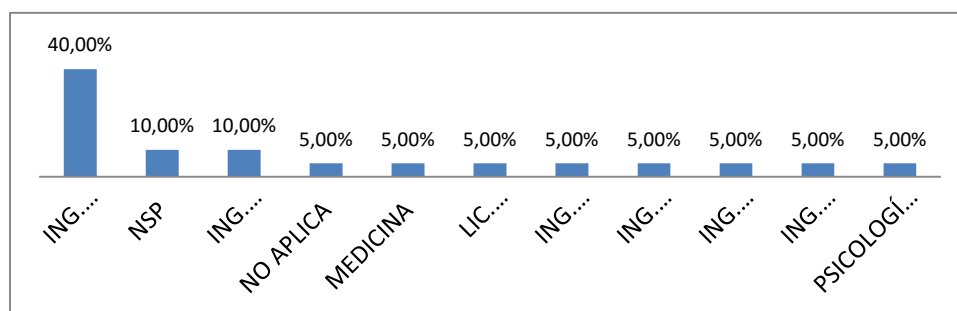 40,00%
10,00%
10,00%
5,00%
5,00%
5,00%
5,00%
5,00%
5,00%
5,00%
5,00%
ING....
NSP
ING....
NO APLICA
MEDICINA
LIC....
ING....
ING....
ING....
ING....
PSICOLOGÍ...